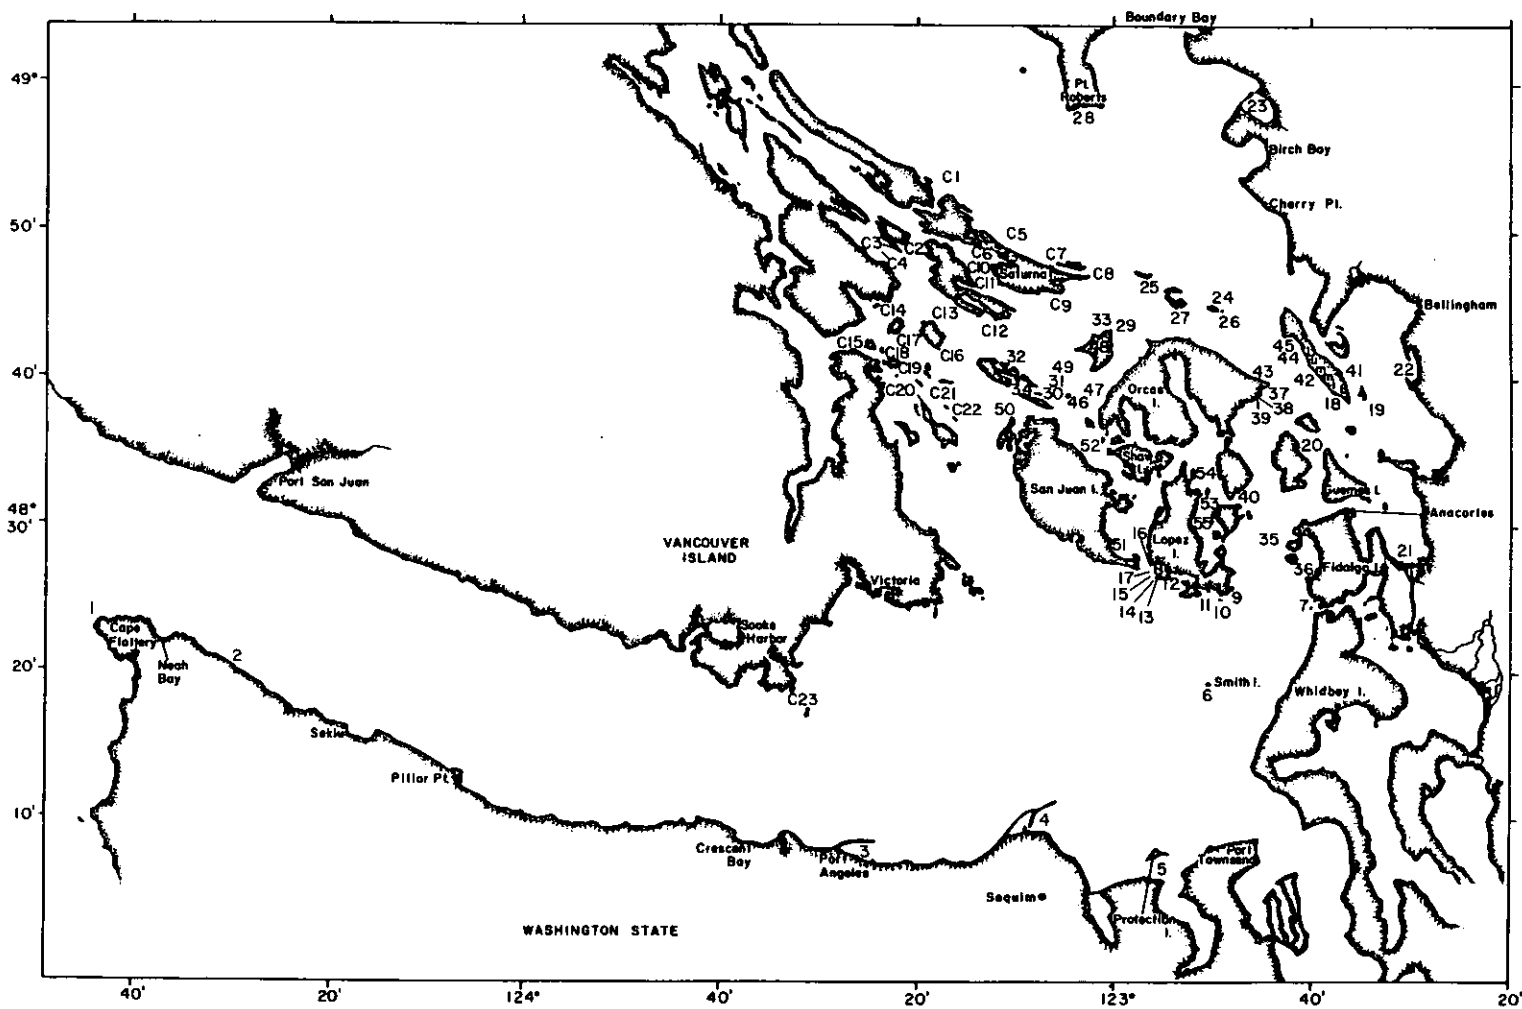 Boundary Bay
49°
Pt.
Roberts
28
23
Birch Bay
C1
Cherry Pt.
50'
C5
C3
C2
C6
C7
C4
C10
Saturna I.
C8
C11
25
C9
24
Bellingham
C14
C13
27
26
C12
33
29
C17
C15
C18
C16
48
45
32
44
C19
49
40'
43
41
22
31
42
C20
C21
34
30
47
Orcas
I.
37
46
18
C22
50
38
19
39
52
20
Shaw
I.
54
Port San Juan
San Juan I.
Guemes I.
53
40
48°
Anacortes
30'
55
16
35
VANCOUVER
ISLAND
51
Lopez
I.
21
36
Fidalgo I.
17
Victoria
12
15
9
1
14
13
11
10
7
Cape
Flattery
Sooke
Harbor
2
20'
Neah
Bay
Smith I.
6
Whidbey I.
C23
Sekiu
Pillar Pt.
10'
4
Crescent
Bay
3
Port
Angeles
Port
Townsend
5
Sequim
Protection
I.
WASHINGTON STATE
40'
20'
124°
40'
20'
123°
40'
20'